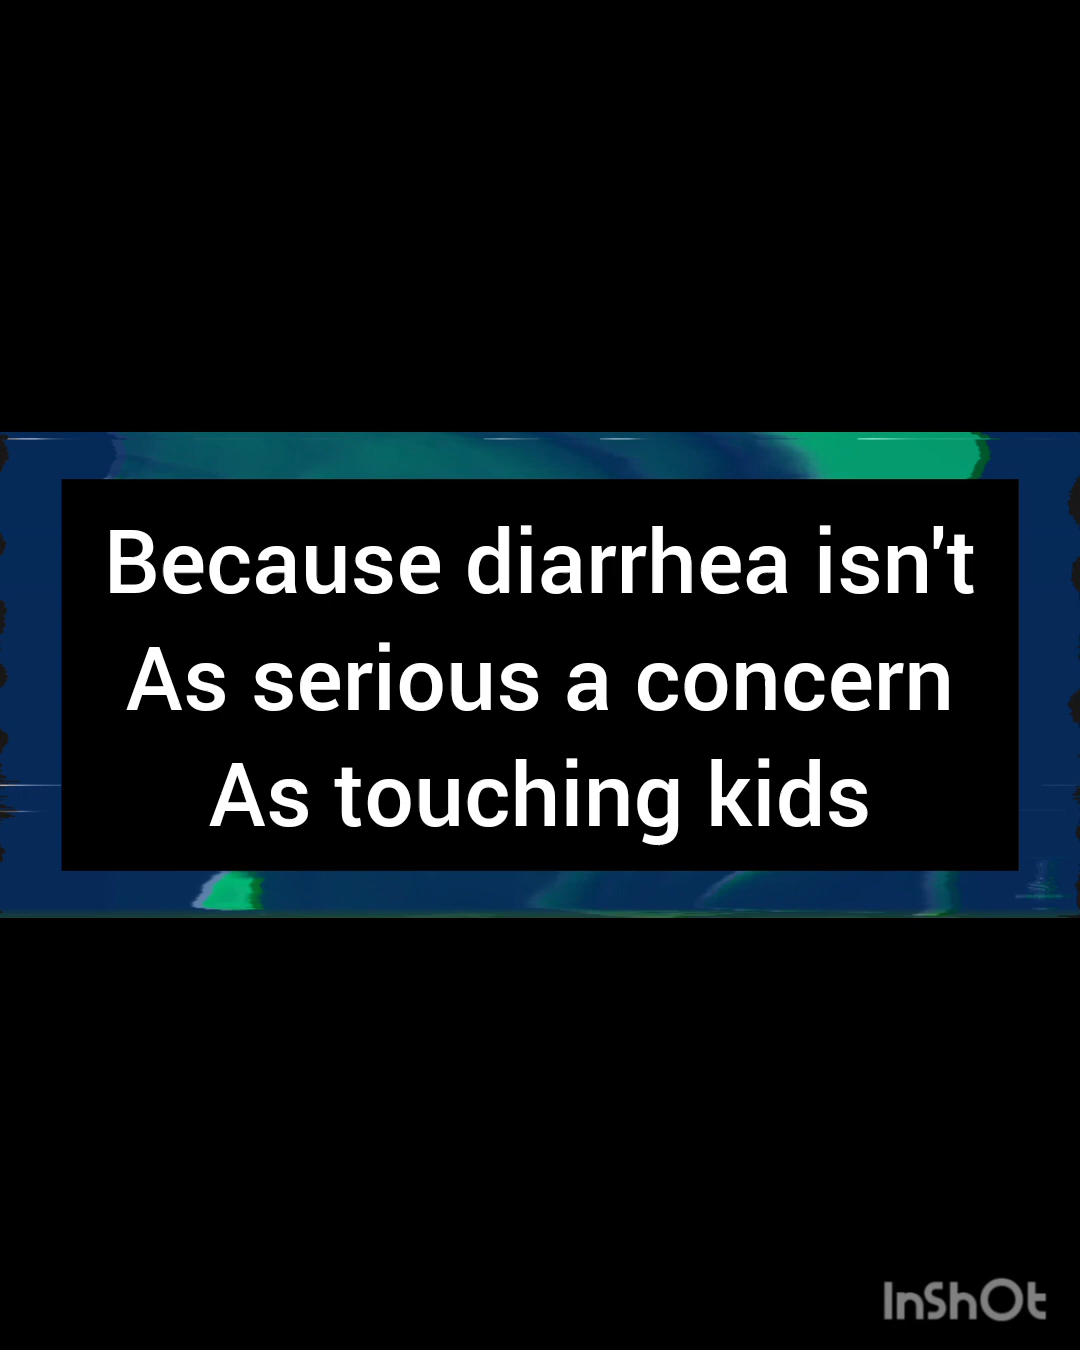 Because diarrhea isn't
As serious a concern
As touching kids
InShOt